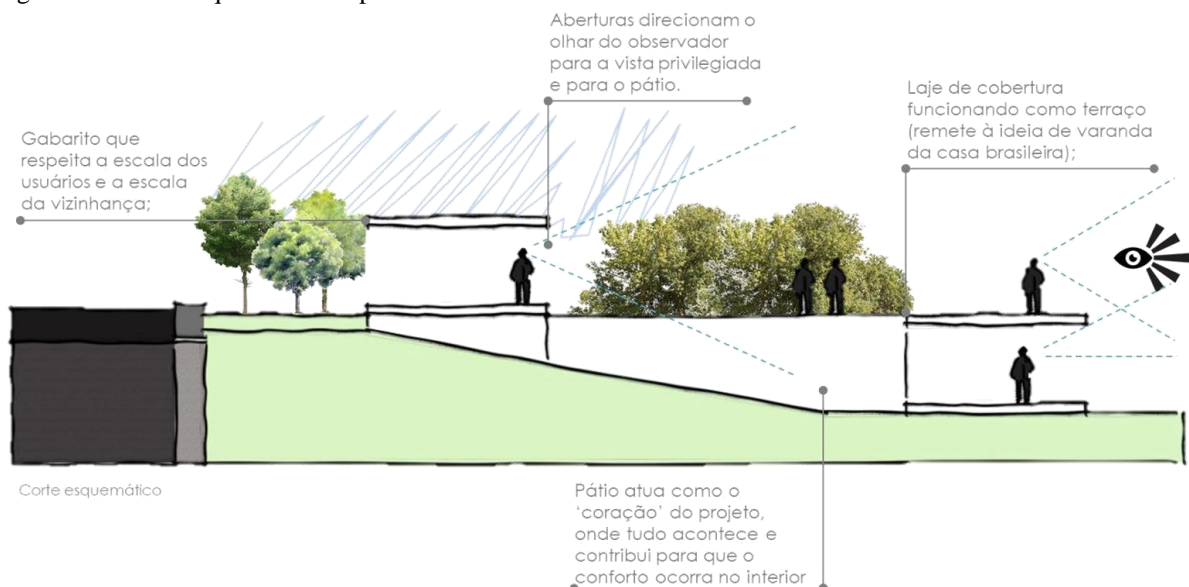 Aberturas direcionam o
olhar do observador
para a vista privilegiada
e para o pátio.
Laje de cobertura
funcionando como terraço
(remete à ideia de varanda
da casa brasileira);
Gabarito que
respeita a escala dos
usuários e a escala
da vizinhança;
Corte esquemático
Pátio atua como o
‘coração’ do projeto,
onde tudo acontece e
contribui para que o
conforto ocorra no interior